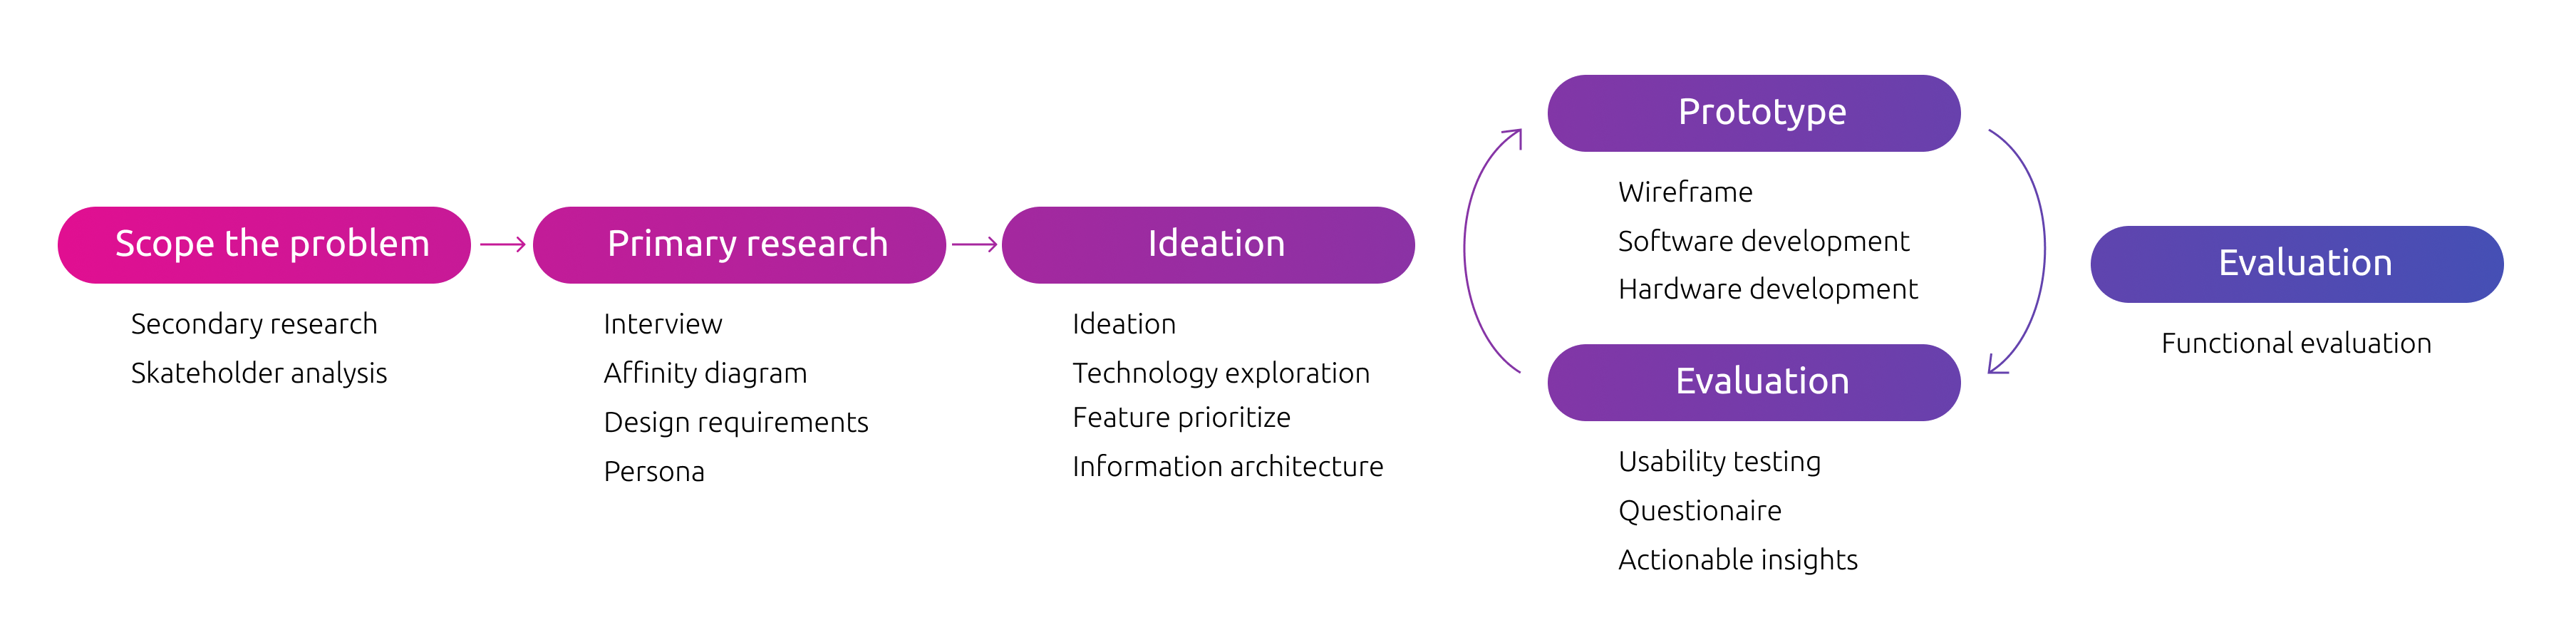 Scope the problem
Secondary research
Skateholder analysis
Primary research
Interview
Affinity diagram
Design requirements
Persona
Ideation
Ideation
Technology exploration
Feature prioritize
Information architecture
Prototype
Wireframe
Software development
Hardware development
Evaluation
Usability testing
Questionaire
Actionable insights
Evaluation
Functional evaluation